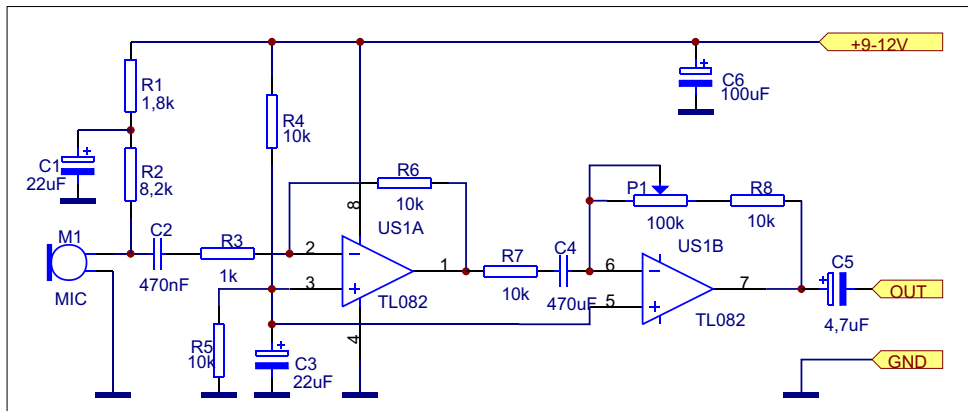 +9-12V
R1
1,8k
C6
100uF
R4
10k
C1
22uF
R2
8,2k
R6
10k
P1
100k
R8
10k
8
US1A
US1B
M1
MIC
C2
470nF
R3
1k
2
3
1
TL082
R7
10k
C4
470uF
6
5
7
TL082
C5
4,7uF
OUT
R5
10k
C3
22uF
4
GND